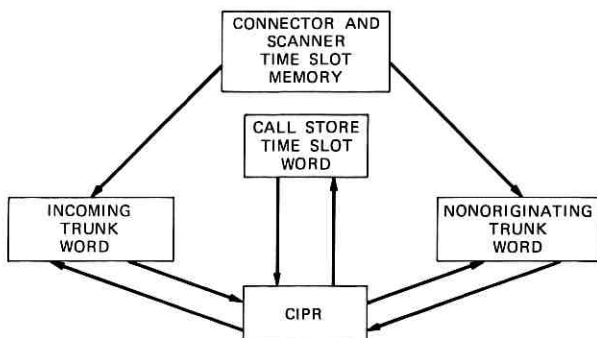 CONNECTOR AND
SCANNER
TIME SLOT
MEMORY
CALL STORE
TIME SLOT
WORD
INCOMING
TRUNK
WORD
NONORIGINATING
TRUNK
WORD
CIPR